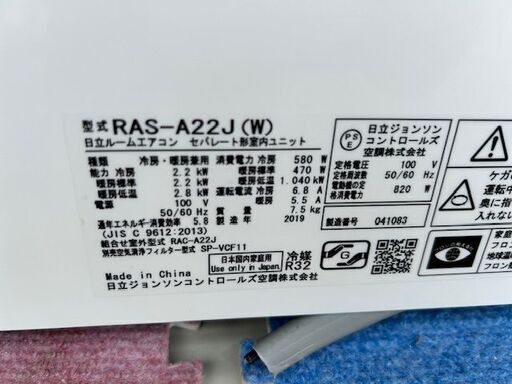 型式 RAS-A22J(W)
日立ルームエアコン セパレート形室内ユニット
種類 冷房・暖房兼用 消費電力 冷房 580 W
能力 冷房 2.2 kW 暖房標準 470 W
暖房標準 2.2 kW 暖房低温 1.040 kW
暖房低温 2.8 kW 運転電流 冷房 6.8 A
電源 100 V 暖房標準 5.5 A
50/60 Hz 質量 7.5 kg
通年エネルギー消費効率 5.8 製造年 2019
(JIS C 9612:2013)
組合せ室外型式 RAC-A22J
別売空気清浄フィルター型式 SP-VCF11
Made in China
日立ジョンソンコントロールズ空調株式会社
日本国内家庭用
Use only in Japan
冷媒
R32
G
PS
E
日立ジョンソン
コントロールズ
空調株式会社
定格電圧 100 V
定格周波数 50/60 Hz
電動機の定格消費電力 820 W
製造番号 041083
ケガの
運転中
奥に指
入れない
家庭
フロン
地球温
フロン